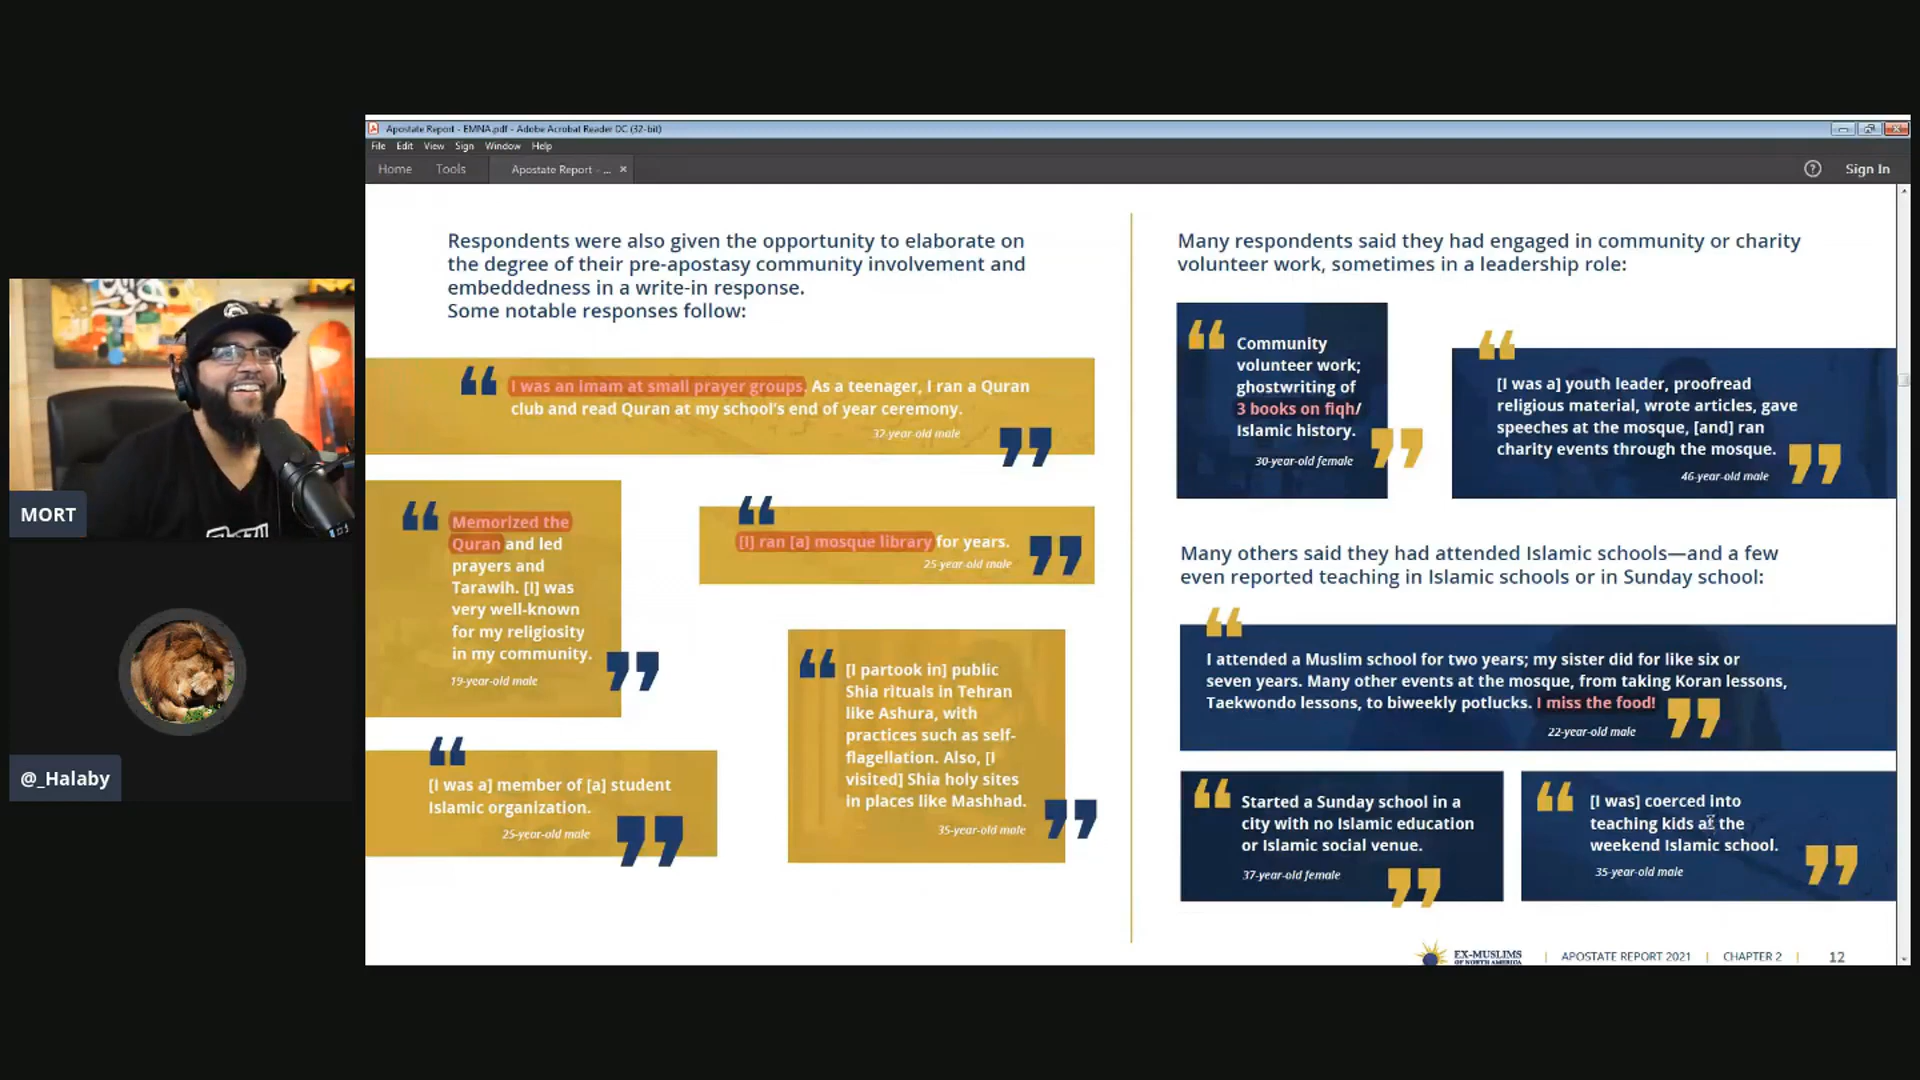 Apostate Report - EMNA.pdf - Adobe Acrobat Reader DC (32-bit)
File Edit View Sign Window Help
Home Tools Apostate Report - ... ×
? Sign In
Respondents were also given the opportunity to elaborate on
the degree of their pre-apostasy community involvement and
embeddedness in a write-in response.
Some notable responses follow:
“ I was an imam at small prayer groups. As a teenager, I ran a Quran
club and read Quran at my school’s end of year ceremony.
32-year-old male ”
“ Memorized the
Quran and led
prayers and
Tarawih. [I] was
very well-known
for my religiosity
in my community.
19-year-old male ”
“ [I] ran [a] mosque library for years.
25-year-old male ”
“ [I partook in] public
Shia rituals in Tehran
like Ashura, with
practices such as self-
flagellation. Also, [I
visited] Shia holy sites
in places like Mashhad.
35-year-old male ”
“ [I was a] member of [a] student
Islamic organization.
25-year-old male ”
Many respondents said they had engaged in community or charity
volunteer work, sometimes in a leadership role:
“ Community
volunteer work;
ghostwriting of
3 books on fiqh/
Islamic history.
30-year-old female ”
“ [I was a] youth leader, proofread
religious material, wrote articles, gave
speeches at the mosque, [and] ran
charity events through the mosque.
46-year-old male ”
Many others said they had attended Islamic schools—and a few
even reported teaching in Islamic schools or in Sunday school:
“ I attended a Muslim school for two years; my sister did for like six or
seven years. Many other events at the mosque, from taking Koran lessons,
Taekwondo lessons, to biweekly potlucks. I miss the food!
22-year-old male ”
“ Started a Sunday school in a
city with no Islamic education
or Islamic social venue.
37-year-old female ”
“ [I was] coerced into
teaching kids at the
weekend Islamic school.
35-year-old male ”
EX-MUSLIMS
OF NORTH AMERICA
| APOSTATE REPORT 2021 | CHAPTER 2 | 12
MORT
@_Halaby